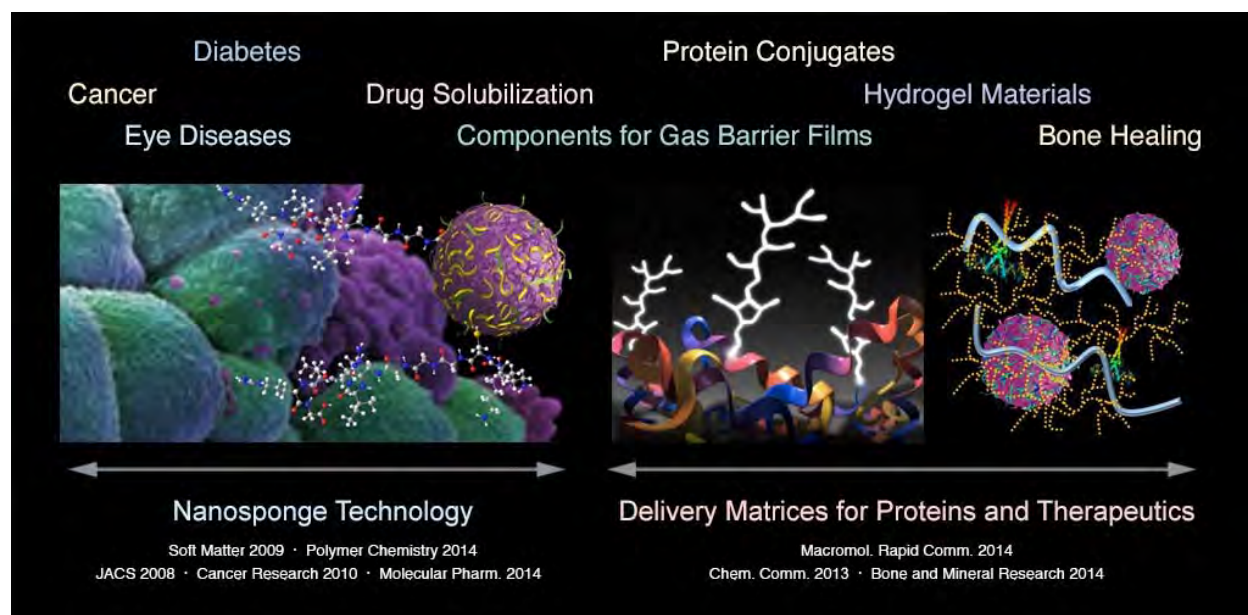 Diabetes
Protein Conjugates
Cancer
Drug Solubilization
Hydrogel Materials
Eye Diseases
Components for Gas Barrier Films
Bone Healing
Nanosponge Technology
Soft Matter 2009 · Polymer Chemistry 2014
JACS 2008 · Cancer Research 2010 · Molecular Pharm. 2014
Delivery Matrices for Proteins and Therapeutics
Macromol. Rapid Comm. 2014
Chem. Comm. 2013 · Bone and Mineral Research 2014